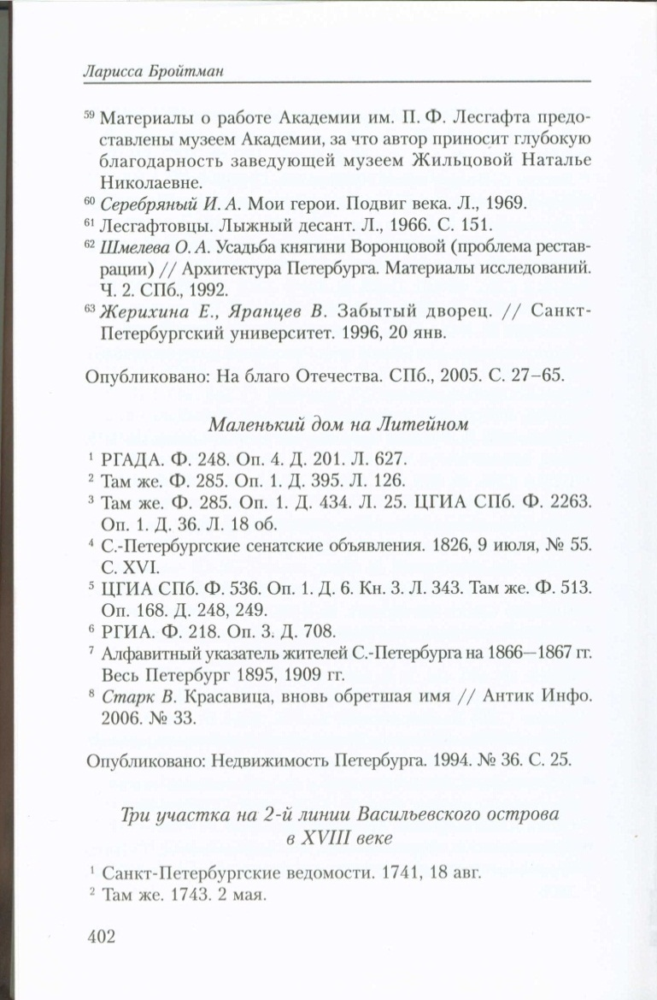 Ларисса Бройтман
⁵⁹ Материалы о работе Академии им. П. Ф. Лесгафта предо-
ставлены музеем Академии, за что автор приносит глубокую
благодарность заведующей музеем Жильцовой Наталье
Николаевне.
⁶⁰ Серебряный И. А. Мои герои. Подвиг века. Л., 1969.
⁶¹ Лесгафтовцы. Лыжный десант. Л., 1966. С. 151.
⁶² Шмелева О. А. Усадьба княгини Воронцовой (проблема рестав-
рации) // Архитектура Петербурга. Материалы исследований.
Ч. 2. СПб., 1992.
⁶³ Жерихина Е., Яранцев В. Забытый дворец. // Санкт-
Петербургский университет. 1996, 20 янв.
Опубликовано: На благо Отечества. СПб., 2005. С. 27–65.
Маленький дом на Литейном
¹ РГАДА. Ф. 248. Оп. 4. Д. 201. Л. 627.
² Там же. Ф. 285. Оп. 1. Д. 395. Л. 126.
³ Там же. Ф. 285. Оп. 1. Д. 434. Л. 25. ЦГИА СПб. Ф. 2263.
Оп. 1. Д. 36. Л. 18 об.
⁴ С.-Петербургские сенатские объявления. 1826, 9 июля, № 55.
С. XVI.
⁵ ЦГИА СПб. Ф. 536. Оп. 1. Д. 6. Кн. 3. Л. 343. Там же. Ф. 513.
Оп. 168. Д. 248, 249.
⁶ РГИА. Ф. 218. Оп. 3. Д. 708.
⁷ Алфавитный указатель жителей С.-Петербурга на 1866—1867 гг.
Весь Петербург 1895, 1909 гг.
⁸ Старк В. Красавица, вновь обретшая имя // Антик Инфо.
2006. № 33.
Опубликовано: Недвижимость Петербурга. 1994. № 36. С. 25.
Три участка на 2-й линии Васильевского острова
в XVIII веке
¹ Санкт-Петербургские ведомости. 1741, 18 авг.
² Там же. 1743. 2 мая.
402